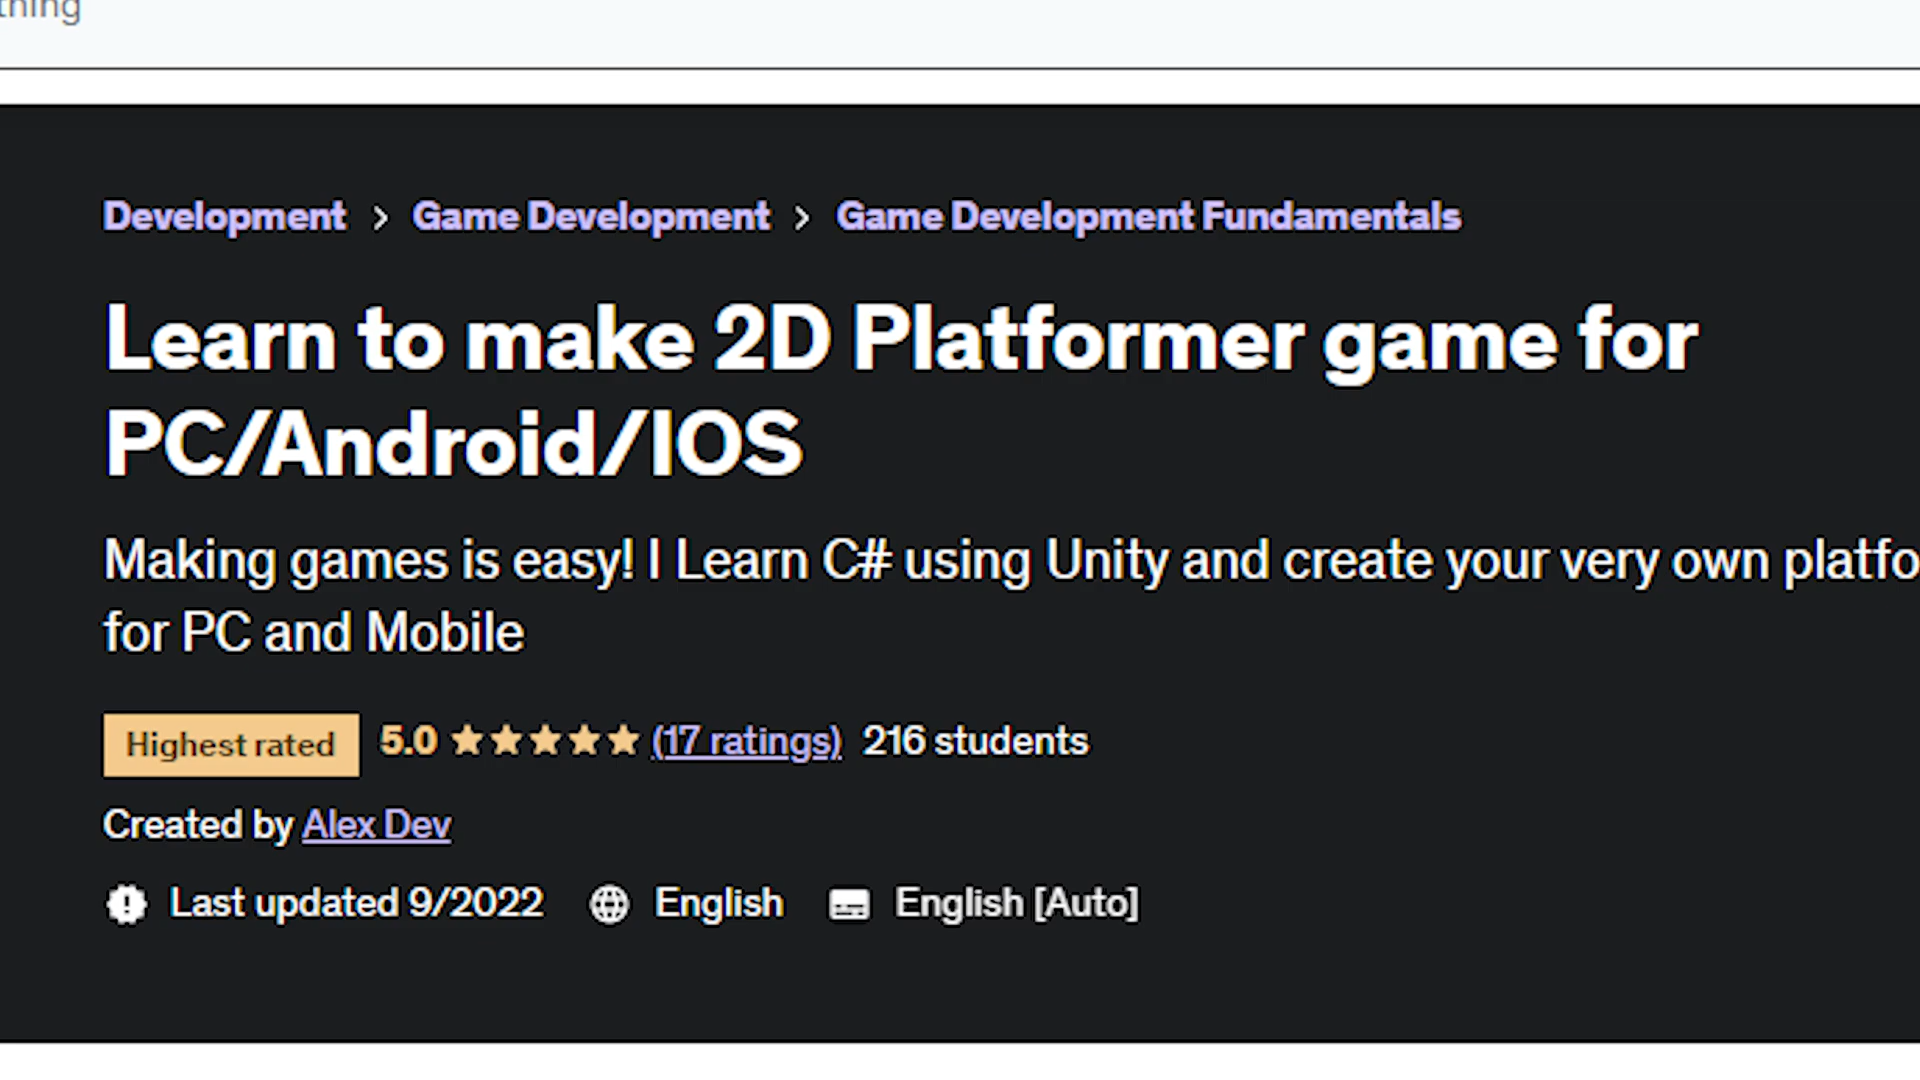 thing
Development > Game Development > Game Development Fundamentals
Learn to make 2D Platformer game for
PC/Android/IOS
Making games is easy! I Learn C# using Unity and create your very own platfo
for PC and Mobile
Highest rated 5.0 (17 ratings) 216 students
Created by Alex Dev
Last updated 9/2022 English English [Auto]